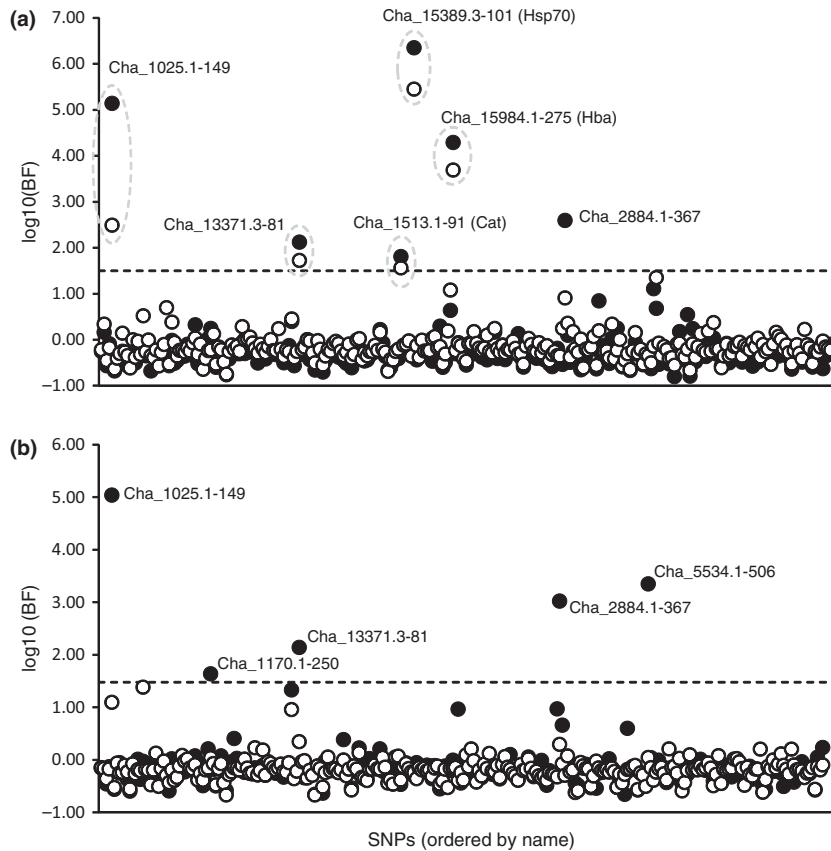 (a)
7.00
6.00
5.00
4.00
3.00
2.00
1.00
0.00
−1.00
log10(BF)
Cha_15389.3-101 (Hsp70)
Cha_1025.1-149
Cha_15984.1-275 (Hba)
Cha_13371.3-81
Cha_1513.1-91 (Cat)
Cha_2884.1-367
(b)
6.00
5.00
4.00
3.00
2.00
1.00
0.00
−1.00
log10 (BF)
Cha_1025.1-149
Cha_5534.1-506
Cha_2884.1-367
Cha_13371.3-81
Cha_1170.1-250
SNPs (ordered by name)